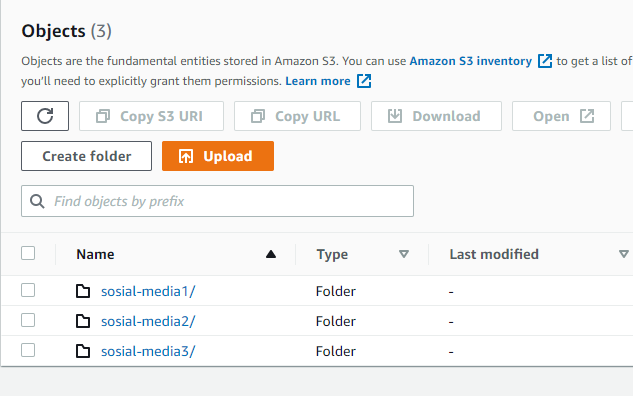 Objects (3)
Objects are the fundamental entities stored in Amazon S3. You can use Amazon S3 inventory to get a list of
you'll need to explicitly grant them permissions. Learn more
Copy S3 URI Copy URL Download Open
Create folder Upload
Find objects by prefix
Name Type Last modified
sosial-media1/ Folder -
sosial-media2/ Folder -
sosial-media3/ Folder -